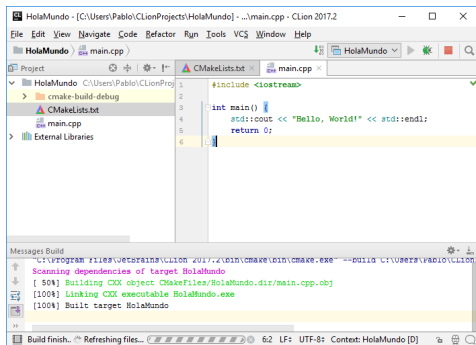 HolaMundo - [C:\Users\Pablo\CLionProjects\HolaMundo] - ...\main.cpp - CLion 2017.2
File Edit View Navigate Code Refactor Run Tools VCS Window Help
HolaMundo main.cpp HolaMundo
Project CMakeLists.txt main.cpp
HolaMundo C:\Users\Pablo\CLionProj
cmake-build-debug
CMakeLists.txt
main.cpp
External Libraries
1 #include <iostream>
2
3 int main() {
4 std::cout << "Hello, World!" << std::endl;
5 return 0;
6 }
Messages Build
"C:\Program Files\JetBrains\CLion 2017.2\bin\cmake\bin\cmake.exe" --build C:\Users\Pablo\CLion
Scanning dependencies of target HolaMundo
[ 50%] Building CXX object CMakeFiles/HolaMundo.dir/main.cpp.obj
[100%] Linking CXX executable HolaMundo.exe
[100%] Built target HolaMundo
Build finish.. Refreshing files... 6:2 LF÷ UTF-8÷ Context: HolaMundo [D]